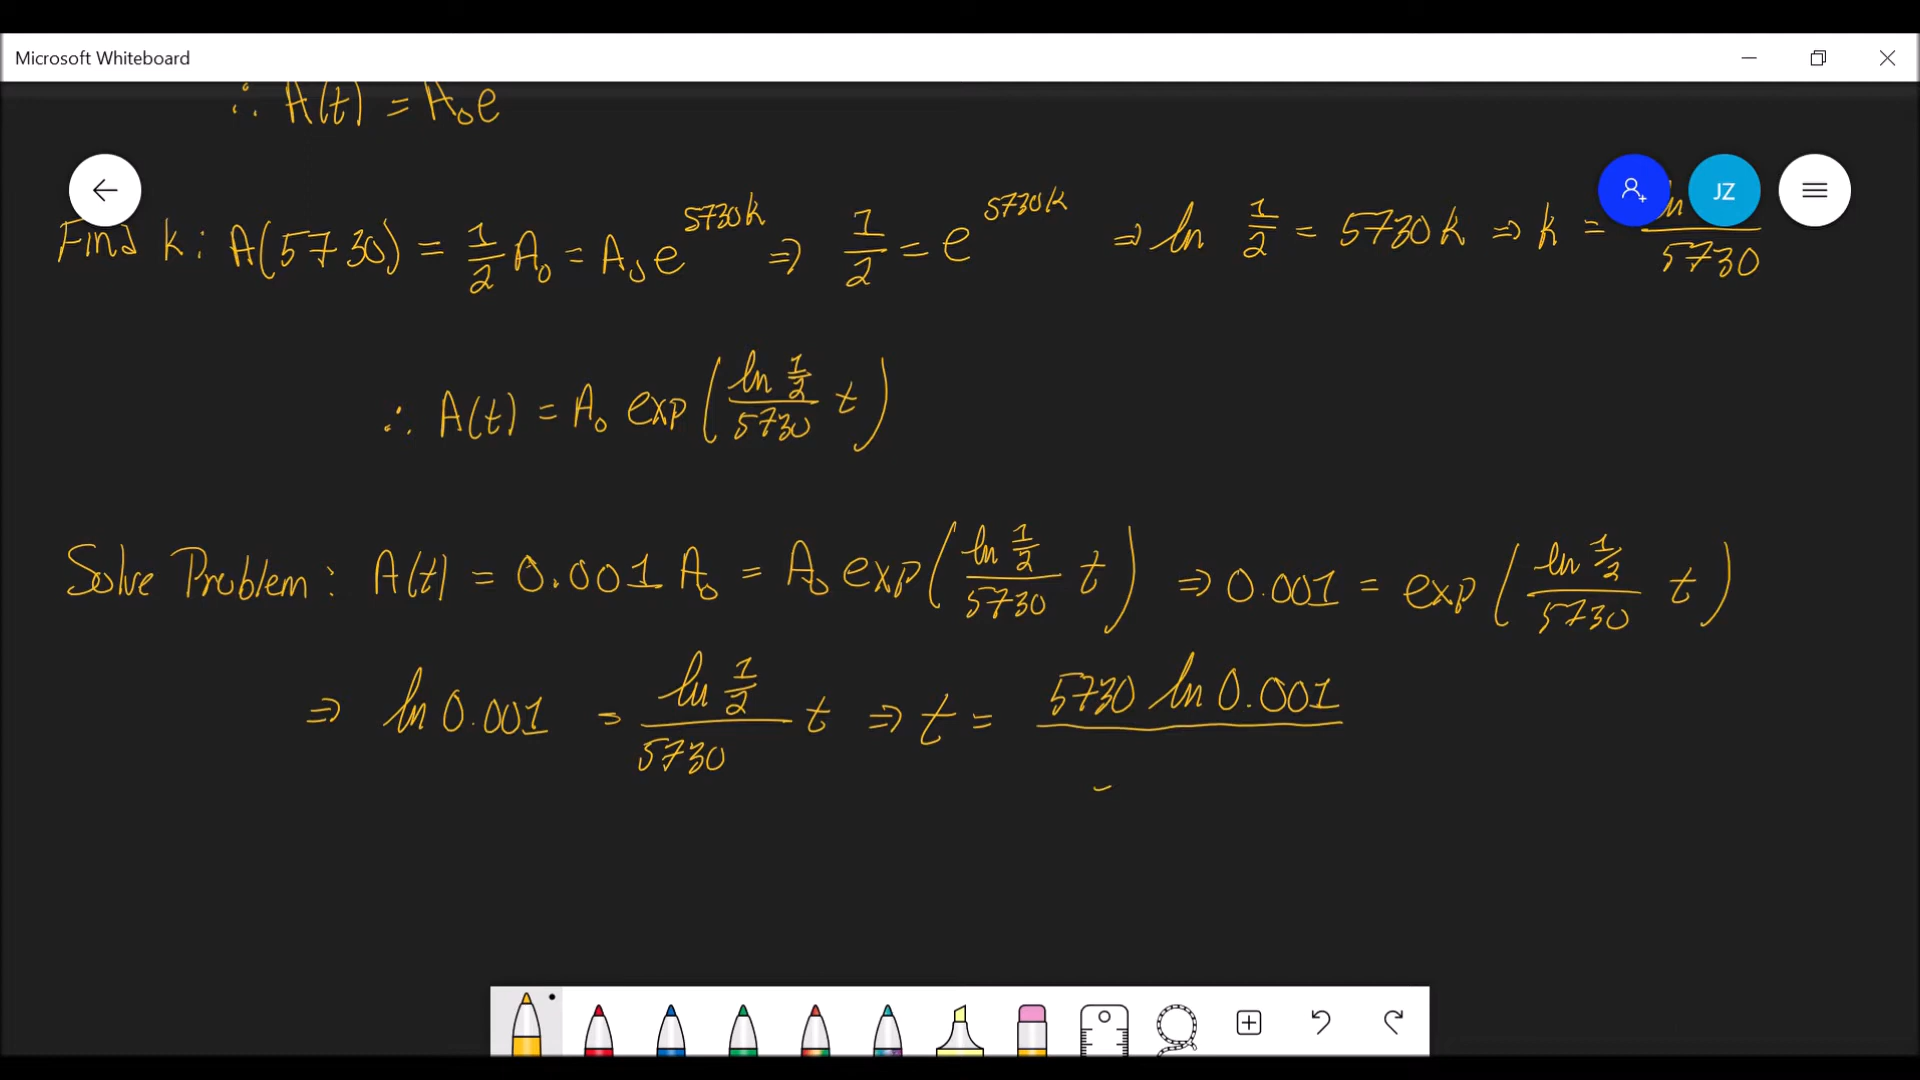 Microsoft Whiteboard
∴ A(t) = A₀e
JZ
Find k: A(5730) = 1/2 A₀ = A₀e^(5730k) ⇒ 1/2 = e^(5730k) ⇒ ln 1/2 = 5730k ⇒ k = ln /5730
∴ A(t) = A₀ exp(ln 1/2 / 5730 t)
Solve Problem: A(t) = 0.001 A₀ = A₀ exp(ln 1/2 / 5730 t) ⇒ 0.001 = exp(ln 1/2 / 5730 t)
⇒ ln 0.001 = ln 1/2 / 5730 t ⇒ t = 5730 ln 0.001 /